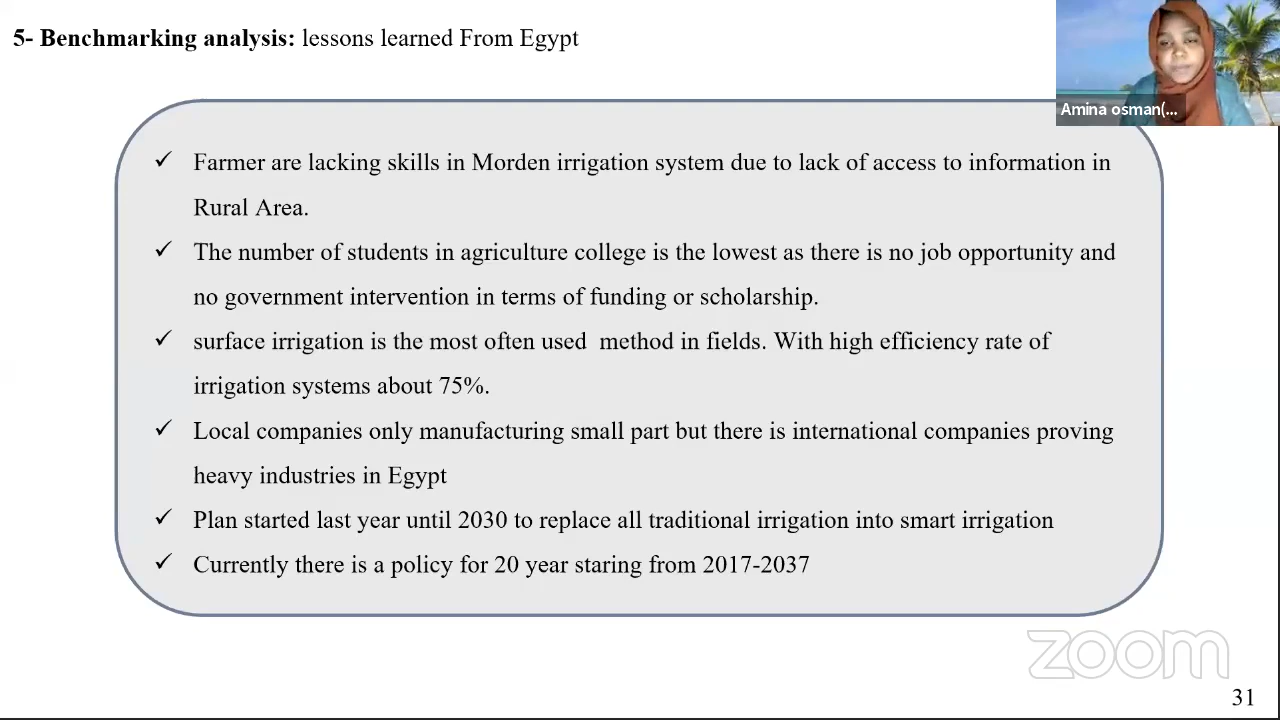 5- Benchmarking analysis: lessons learned From Egypt
Amina osman(...
✓ Farmer are lacking skills in Morden irrigation system due to lack of access to information in
Rural Area.
✓ The number of students in agriculture college is the lowest as there is no job opportunity and
no government intervention in terms of funding or scholarship.
✓ surface irrigation is the most often used  method in fields. With high efficiency rate of
irrigation systems about 75%.
✓ Local companies only manufacturing small part but there is international companies proving
heavy industries in Egypt
✓ Plan started last year until 2030 to replace all traditional irrigation into smart irrigation
✓ Currently there is a policy for 20 year staring from 2017-2037
zoom
31